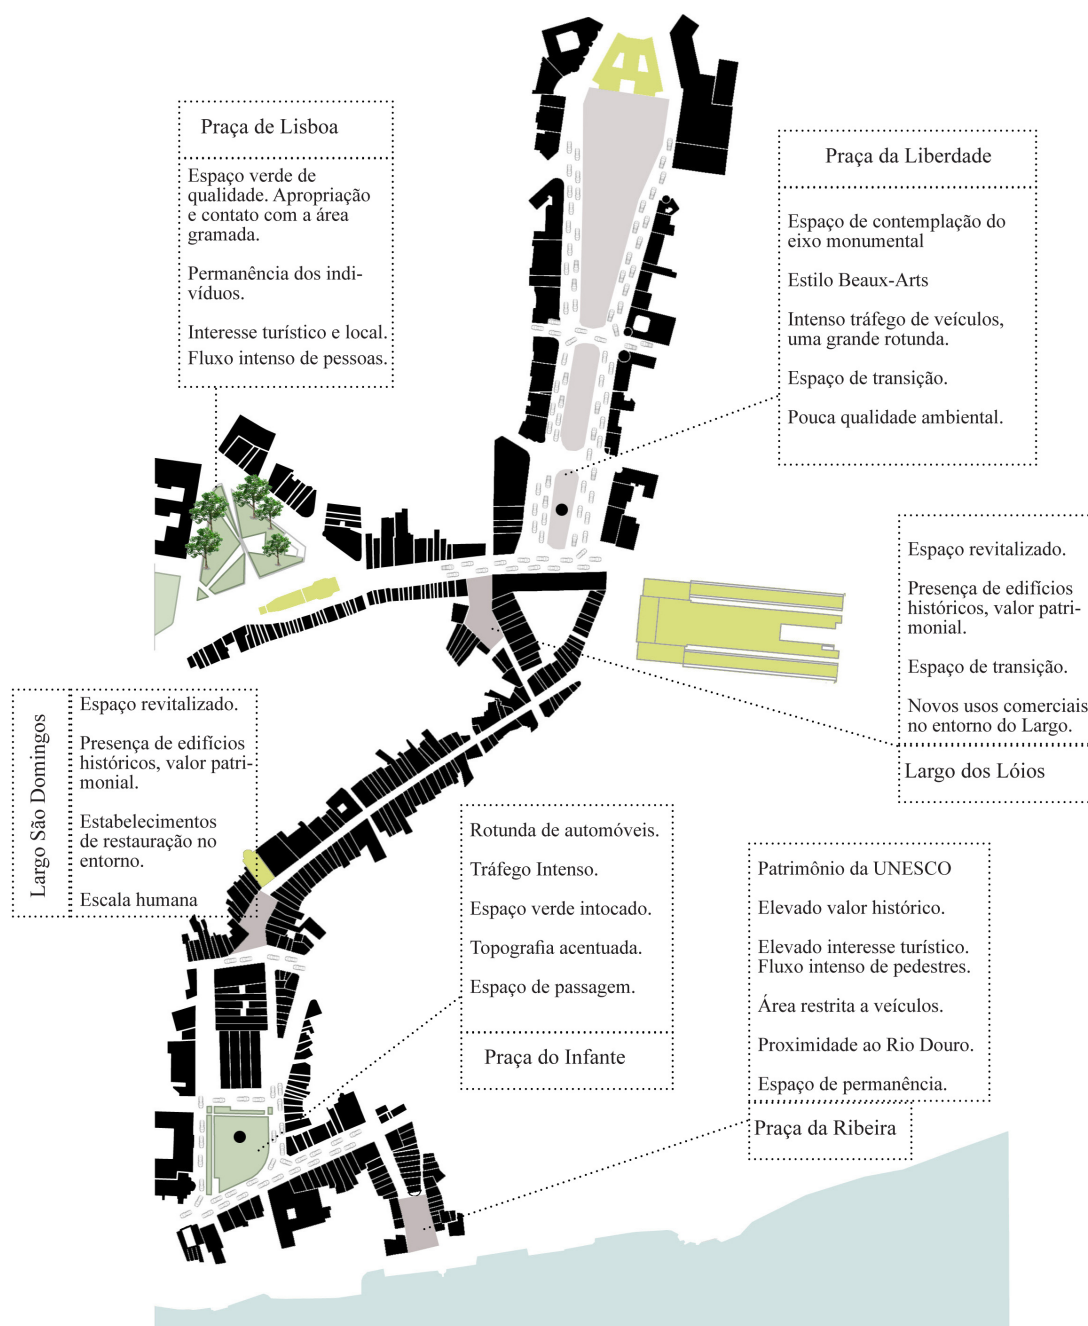 Praça de Lisboa
Espaço verde de
qualidade. Apropriação
e contato com a área
gramada.
Permanência dos indi-
víduos.
Interesse turístico e local.
Fluxo intenso de pessoas.
Praça da Liberdade
Espaço de contemplação do
eixo monumental
Estilo Beaux-Arts
Intenso tráfego de veículos,
uma grande rotunda.
Espaço de transição.
Pouca qualidade ambiental.
Espaço revitalizado.
Presença de edifícios
históricos, valor patri-
monial.
Espaço de transição.
Novos usos comerciais
no entorno do Largo.
Largo dos Lóios
Largo São Domingos
Espaço revitalizado.
Presença de edifícios
históricos, valor patri-
monial.
Estabelecimentos
de restauração no
entorno.
Escala humana
Rotunda de automóveis.
Tráfego Intenso.
Espaço verde intocado.
Topografia acentuada.
Espaço de passagem.
Praça do Infante
Patrimônio da UNESCO
Elevado valor histórico.
Elevado interesse turístico.
Fluxo intenso de pedestres.
Área restrita a veículos.
Proximidade ao Rio Douro.
Espaço de permanência.
Praça da Ribeira